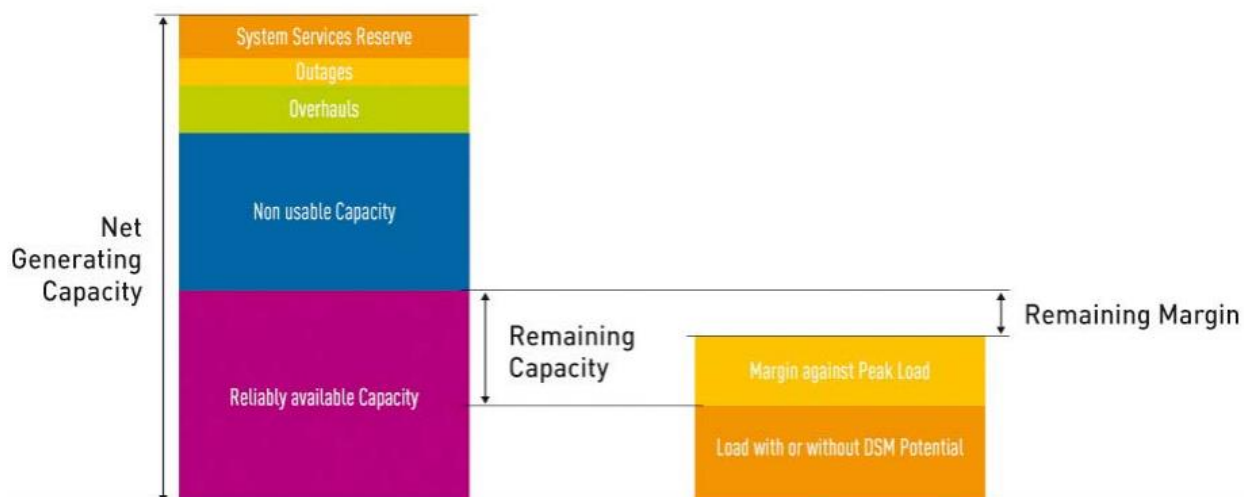 System Services Reserve
Outages
Overhauls
Non usable Capacity
Net
Generating
Capacity
Reliably available Capacity
Remaining
Capacity
Remaining Margin
Margin against Peak Load
Load with or without DSM Potential